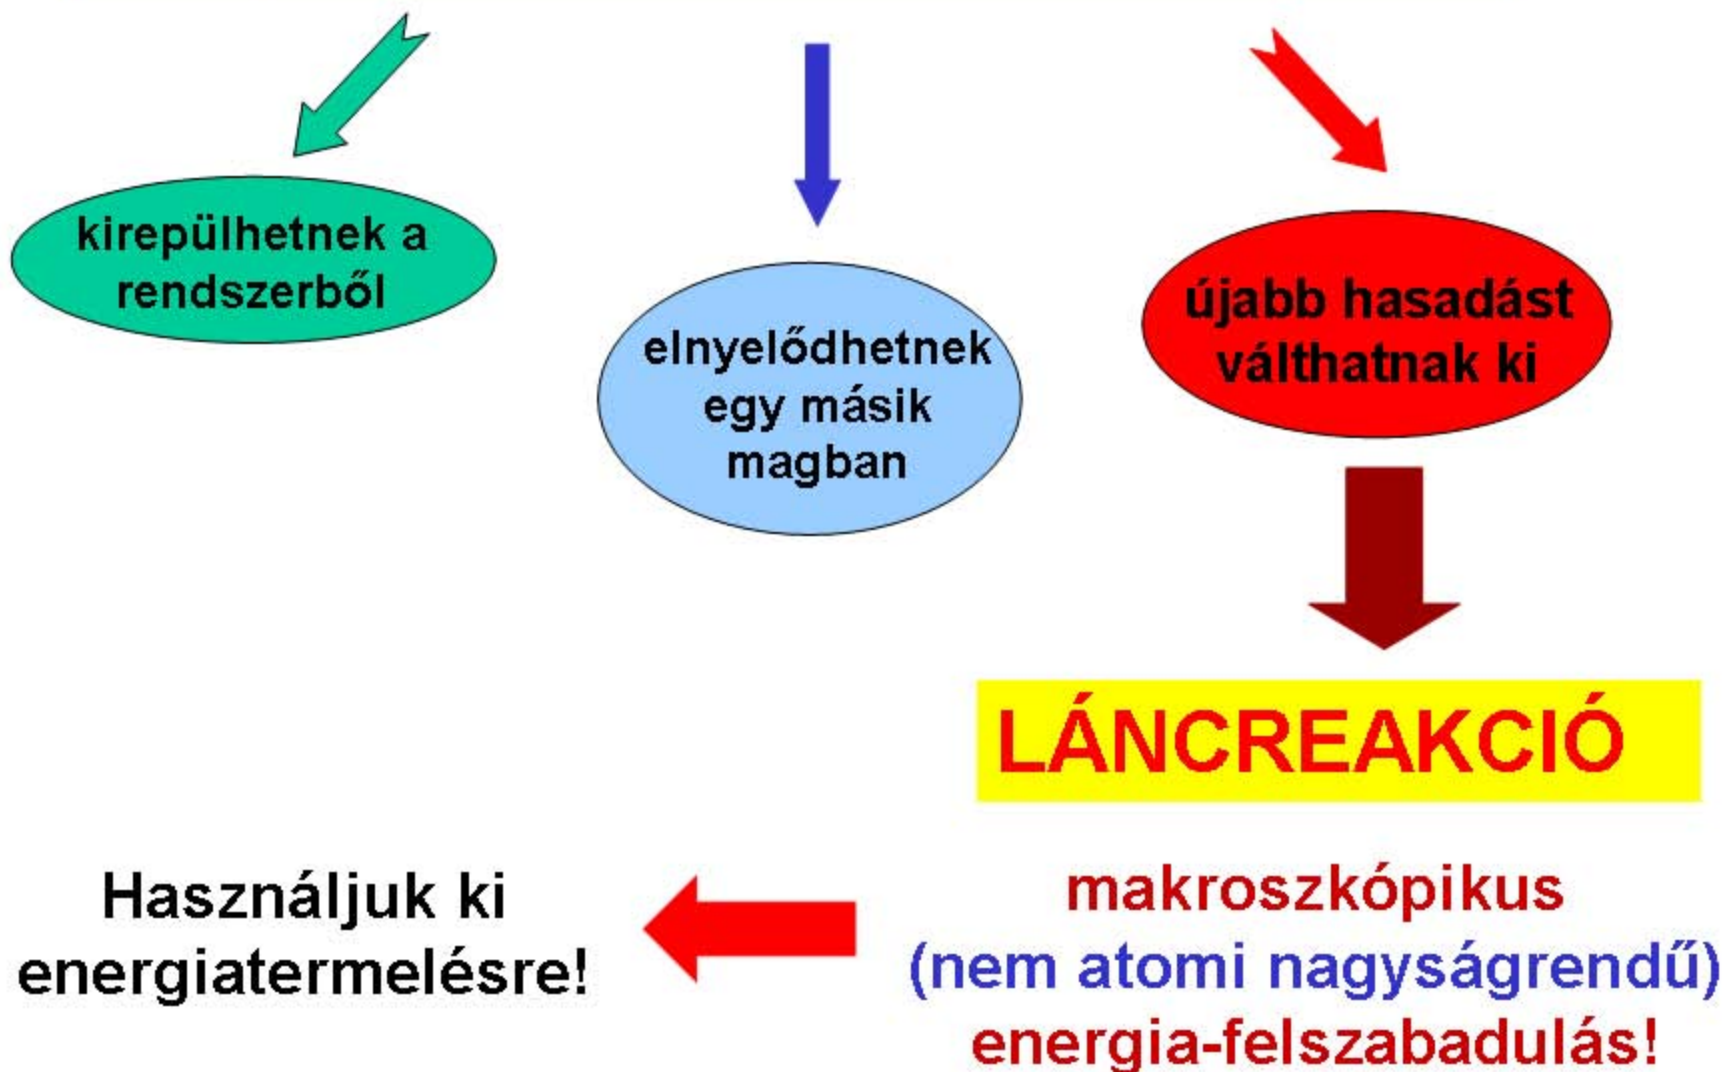 kirepülhetnek a
rendszerből
elnyelődhetnek
egy másik
magban
újabb hasadást
válthatnak ki
LÁNCREAKCIÓ
makroszkópikus
(nem atomi nagyságrendű)
energia-felszabadulás!
Használjuk ki
energiatermelésre!